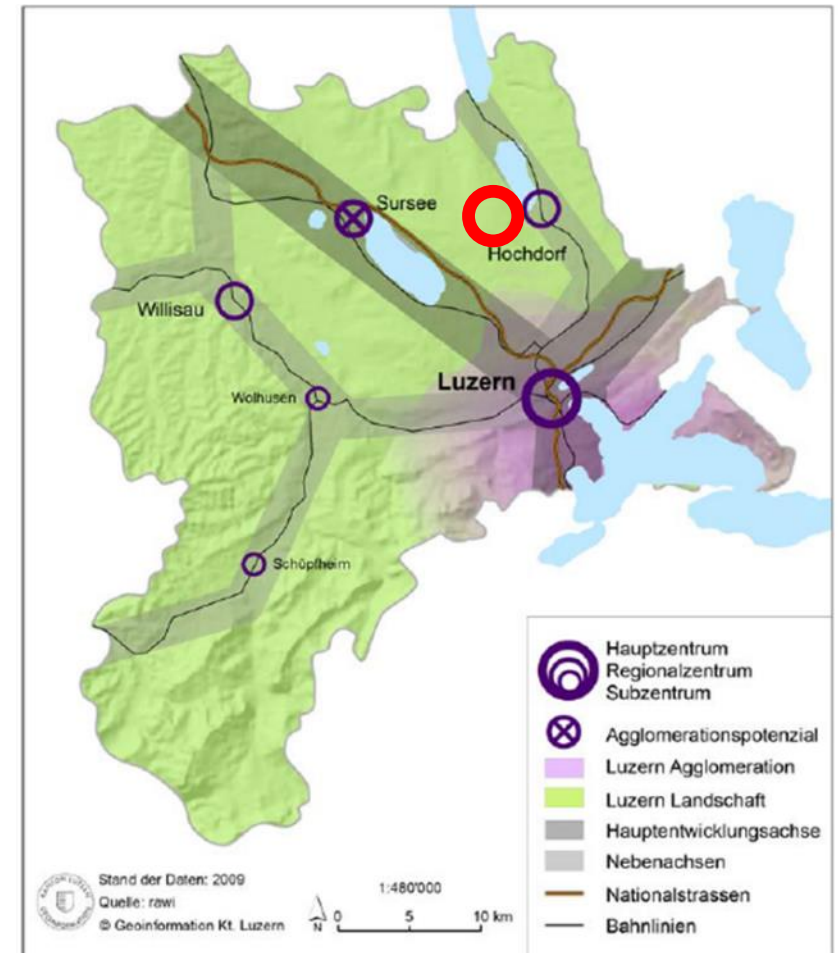 Sursee
Hochdorf
Willisau
Luzern
Wolhusen
Schüpfheim
Hauptzentrum
Regionalzentrum
Subzentrum
Agglomerationspotenzial
Luzern Agglomeration
Luzern Landschaft
Hauptentwicklungsachse
Nebenachsen
Nationalstrassen
Bahnlinien
Stand der Daten: 2009
Quelle: rawi
© Geoinformation Kt. Luzern
1:480'000
N 0 5 10 km